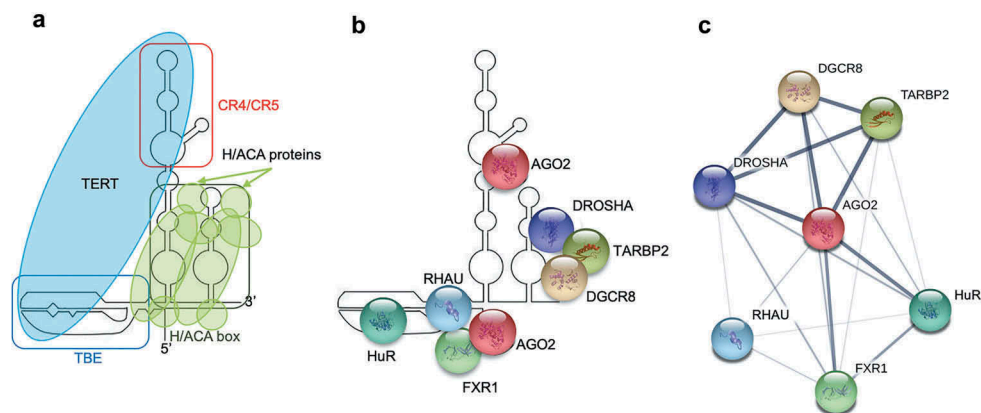 a
CR4/CR5
H/ACA proteins
TERT
3’
H/ACA box
5’
TBE
b
AGO2
DROSHA
TARBP2
RHAU
DGCR8
HuR
AGO2
FXR1
c
DGCR8
TARBP2
DROSHA
AGO2
HuR
RHAU
FXR1